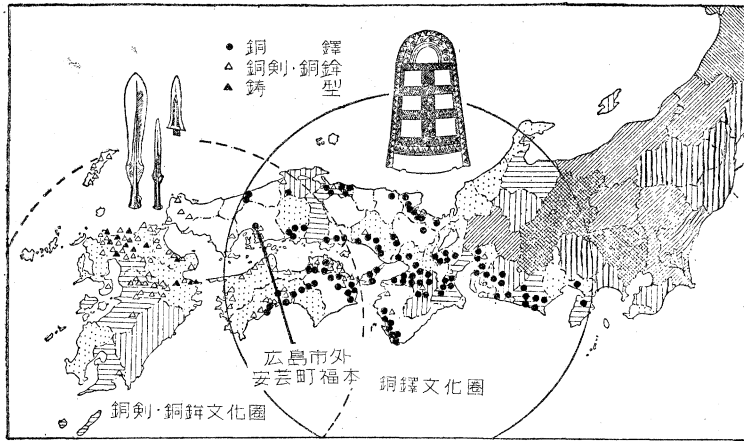 ● 銅鐸
△ 銅剣・銅鉾
▲ 鋳型
広島市外
安芸町福本
銅鐸文化圏
銅剣・銅鉾文化圏